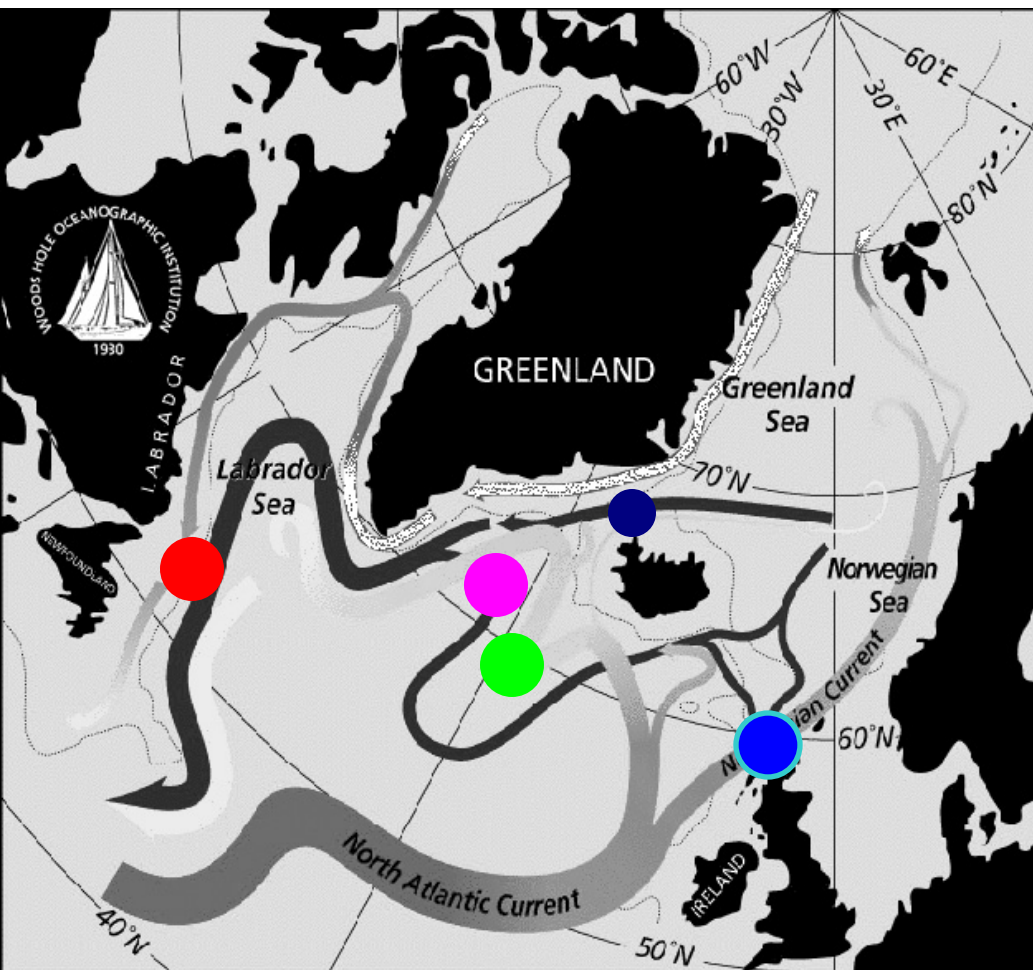 60°W
30°W
30°E
60°E
80°N
WOODS HOLE OCEANOGRAPHIC INSTITUTION
1930
LABRADOR
GREENLAND
Greenland
Sea
70°N
Labrador
Sea
NEWFOUNDLAND
Norwegian
Sea
ian Current
60°N
North Atlantic Current
IRELAND
40°N
50°N